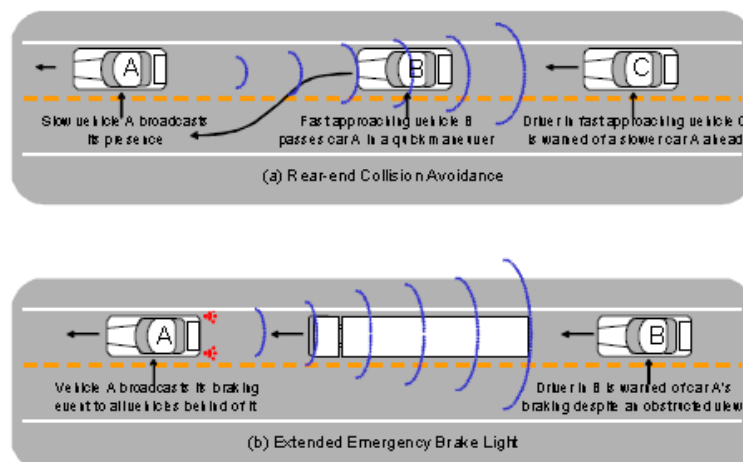 A
B
C
Slow vehicle A broadcasts
its presence
Fast approaching vehicle B
passes car A in a quick maneuver
Driver in fast approaching vehicle C
is warned of a slower car A ahead
(a) Rear-end Collision Avoidance
A
B
Vehicle A broadcasts its braking
event to all vehicles behind of it
Driver in B is warned of car A's
braking despite an obstructed view
(b) Extended Emergency Brake Light